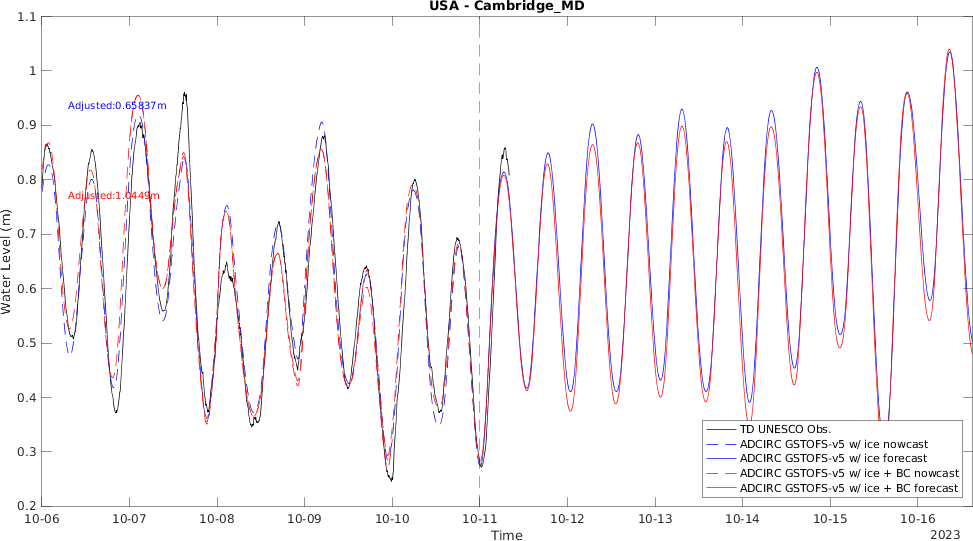 USA - Cambridge_MD
1.1
1
0.9
0.8
0.7
0.6
0.5
0.4
0.3
0.2
Water Level (m)
Adjusted:0.65837m
Adjusted:1.0449m
TD UNESCO Obs.
ADCIRC GSTOFS-v5 w/ ice nowcast
ADCIRC GSTOFS-v5 w/ ice forecast
ADCIRC GSTOFS-v5 w/ ice + BC nowcast
ADCIRC GSTOFS-v5 w/ ice + BC forecast
10-06 10-07 10-08 10-09 10-10 10-11 10-12 10-13 10-14 10-15 10-16
Time
2023